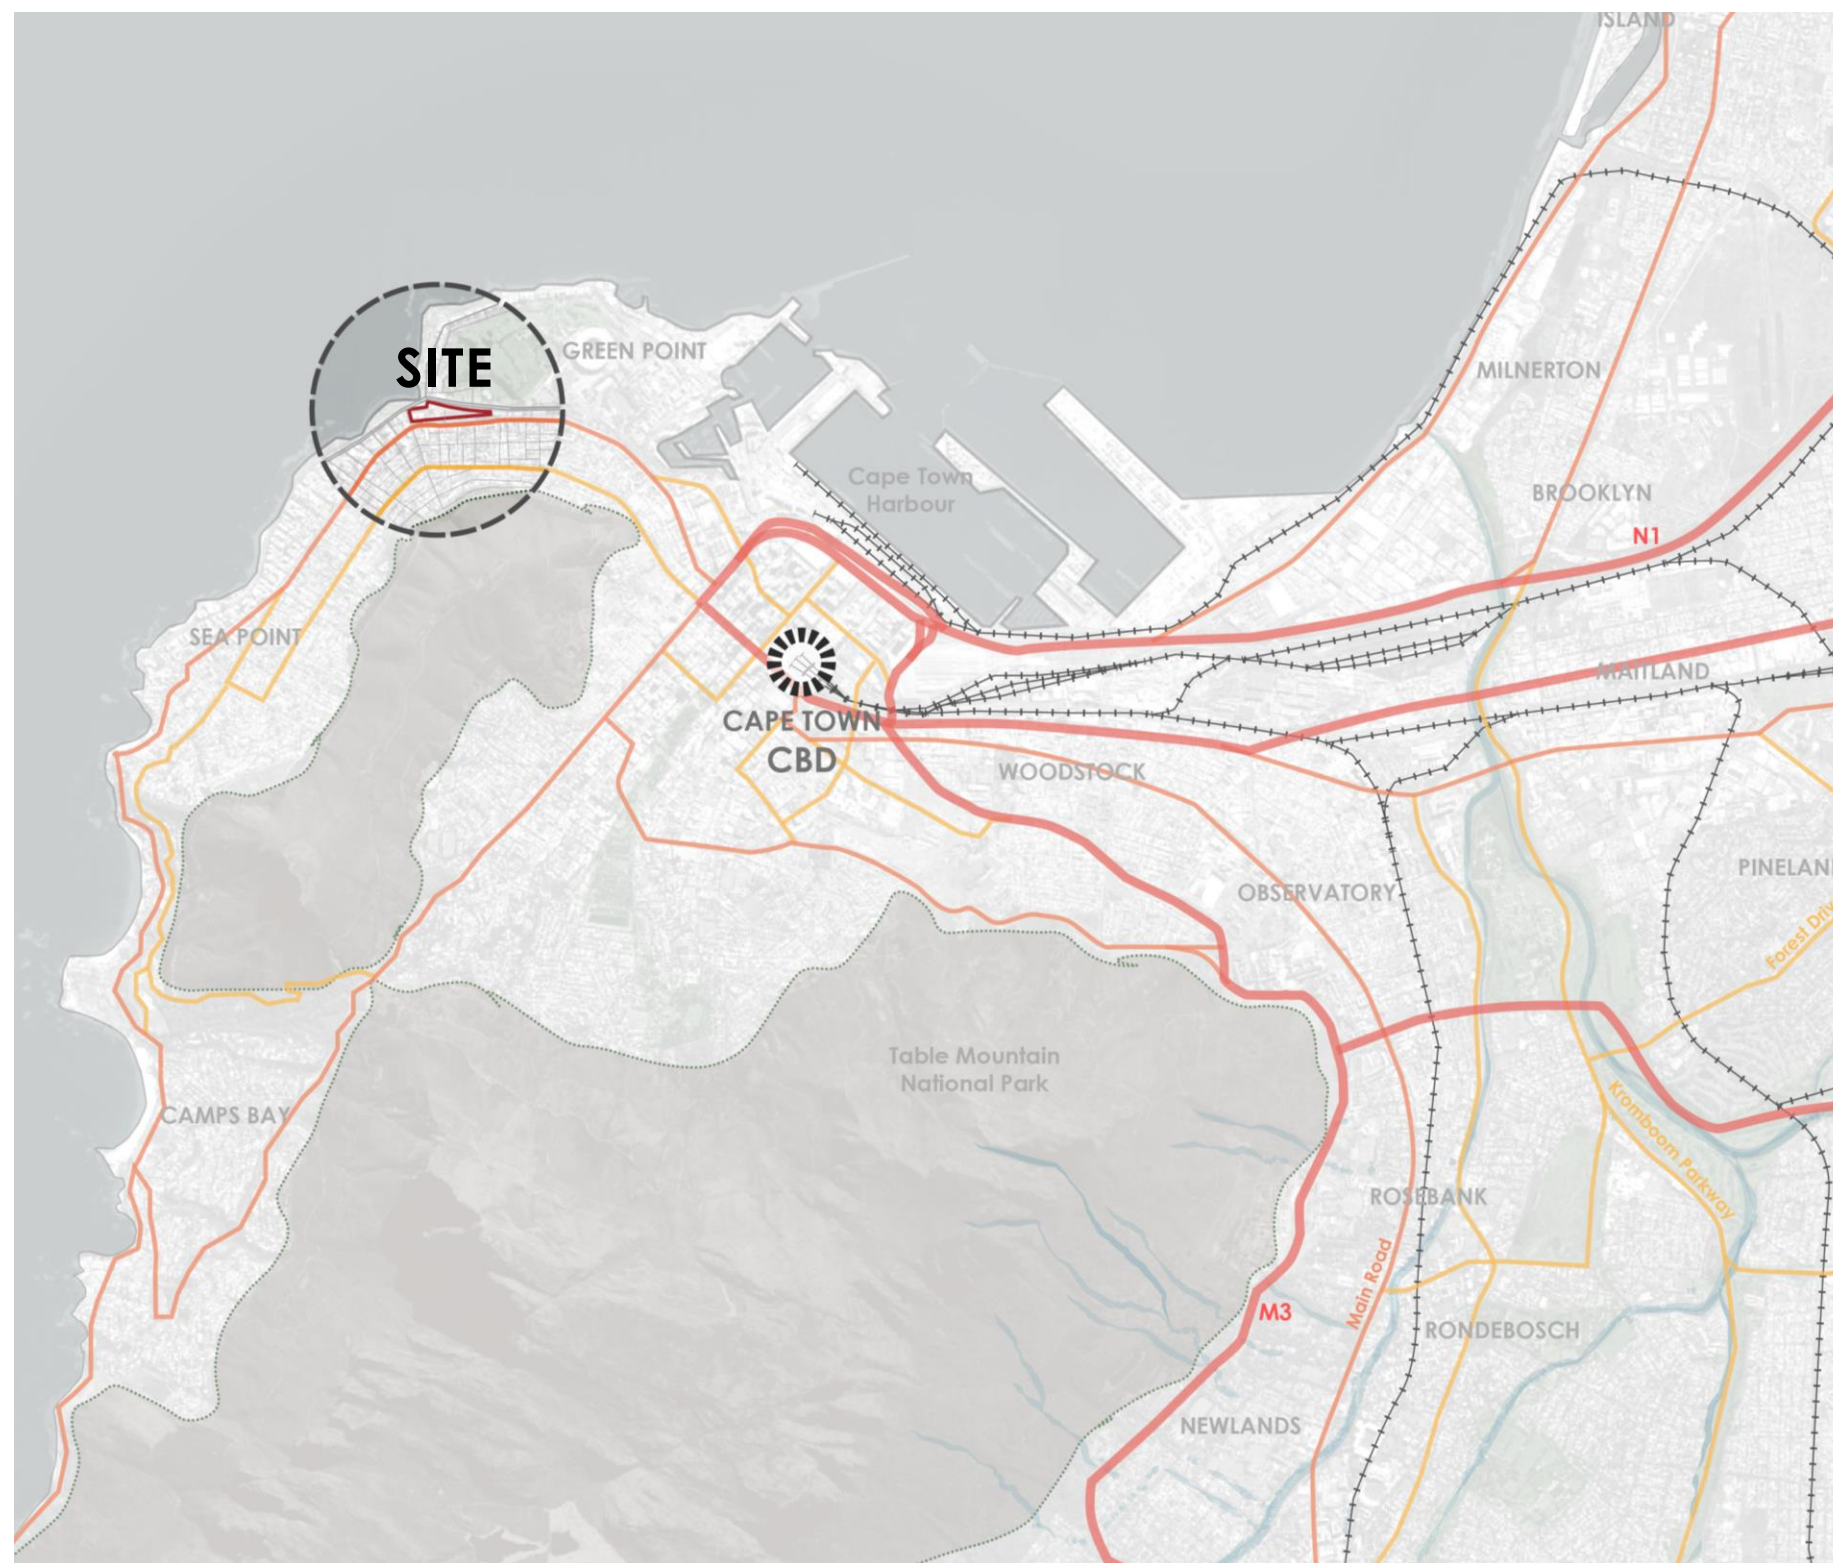 ISLAND
SITE
GREEN POINT
MILNERTON
Cape Town
Harbour
BROOKLYN
N1
SEA POINT
MAITLAND
CAPE TOWN
CBD
WOODSTOCK
PINELAN
OBSERVATORY
Forest Driv
Table Mountain
National Park
CAMPS BAY
Kromboom Parkway
ROSEBANK
Main Road
M3
RONDEBOSCH
NEWLANDS